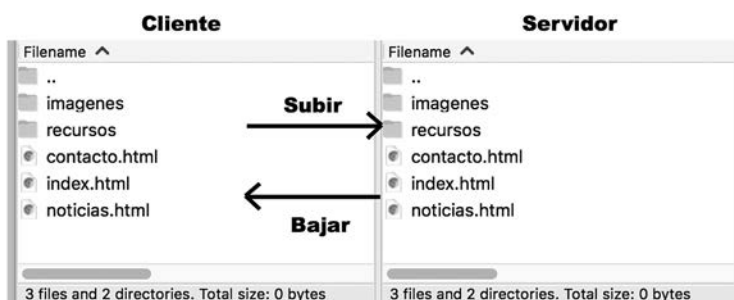 Cliente
Servidor
Filename
Filename
..
..
imagenes
imagenes
Subir
recursos
recursos
contacto.html
contacto.html
index.html
index.html
noticias.html
noticias.html
Bajar
3 files and 2 directories. Total size: 0 bytes
3 files and 2 directories. Total size: 0 bytes